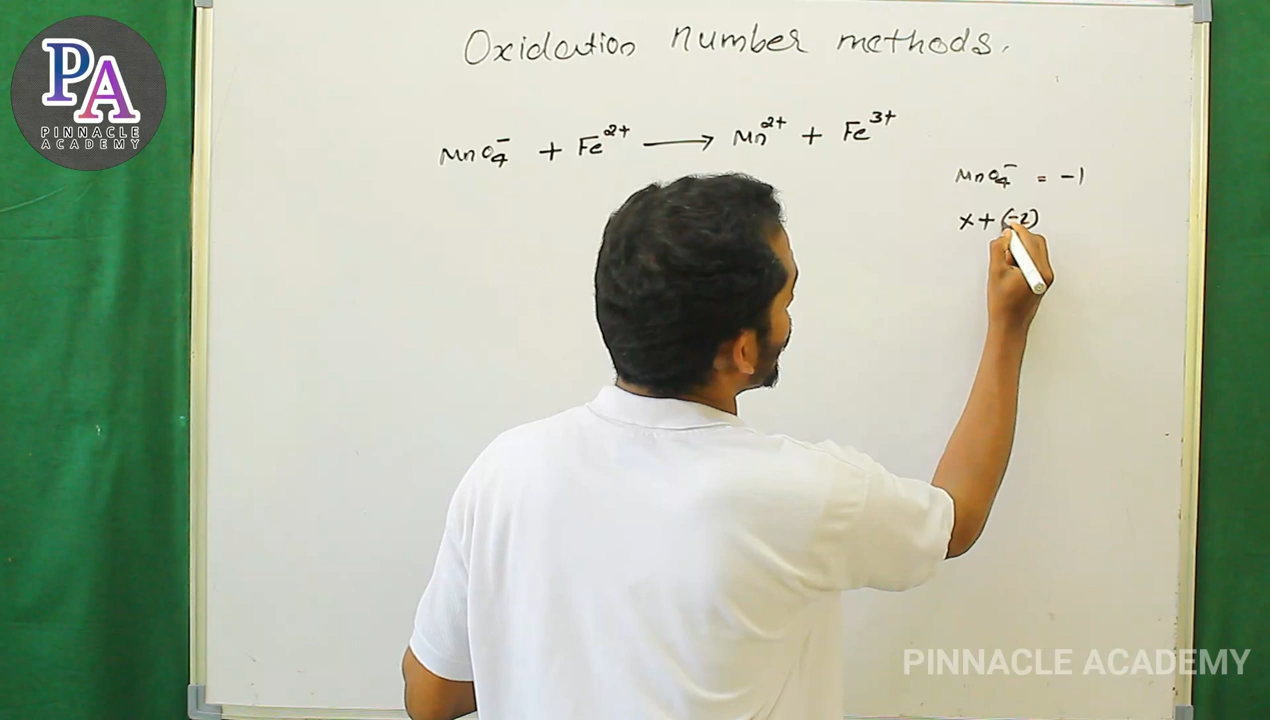 PA
PINNACLE
ACADEMY
Oxidation number methods.
MnO₄⁻ + Fe²⁺ ⟶ Mn²⁺ + Fe³⁺
MnO₄⁻ = -1
x + (-2)
PINNACLE ACADEMY